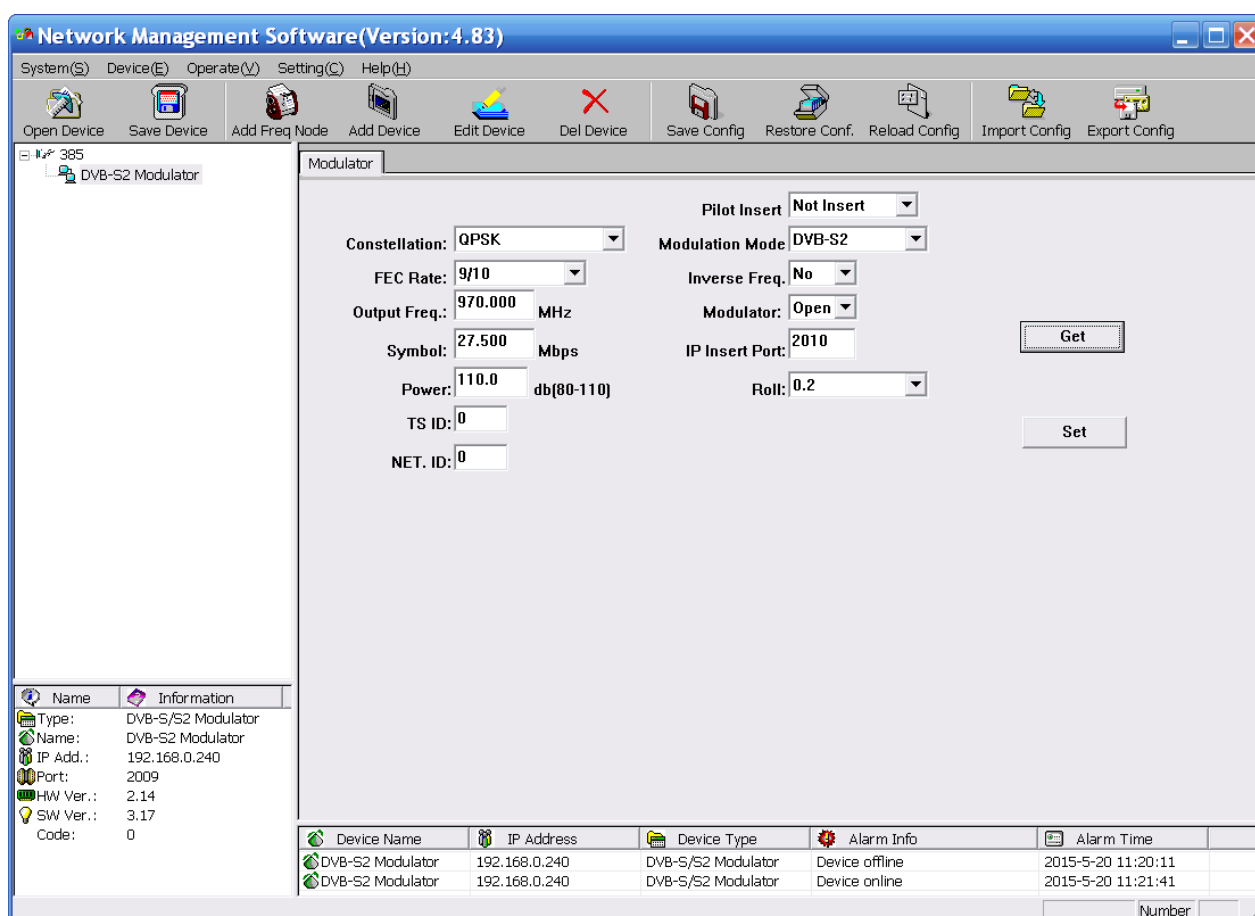 Network Management Software(Version:4.83)
System(S) Device(E) Operate(V) Setting(C) Help(H)
Open Device Save Device Add Freq Node Add Device Edit Device Del Device Save Config Restore Conf. Reload Config Import Config Export Config
385
DVB-S2 Modulator
Modulator
Pilot Insert Not Insert
Constellation: QPSK Modulation Mode DVB-S2
FEC Rate: 9/10 Inverse Freq. No
Output Freq.: 970.000 MHz Modulator: Open
Symbol: 27.500 Mbps IP Insert Port: 2010
Get
Power: 110.0 db(80-110) Roll: 0.2
TS ID: 0
Set
NET. ID: 0
Name Information
Type: DVB-S/S2 Modulator
Name: DVB-S2 Modulator
IP Add.: 192.168.0.240
Port: 2009
HW Ver.: 2.14
SW Ver.: 3.17
Code: 0
Device Name IP Address Device Type Alarm Info Alarm Time
DVB-S2 Modulator 192.168.0.240 DVB-S/S2 Modulator Device offline 2015-5-20 11:20:11
DVB-S2 Modulator 192.168.0.240 DVB-S/S2 Modulator Device online 2015-5-20 11:21:41
Number